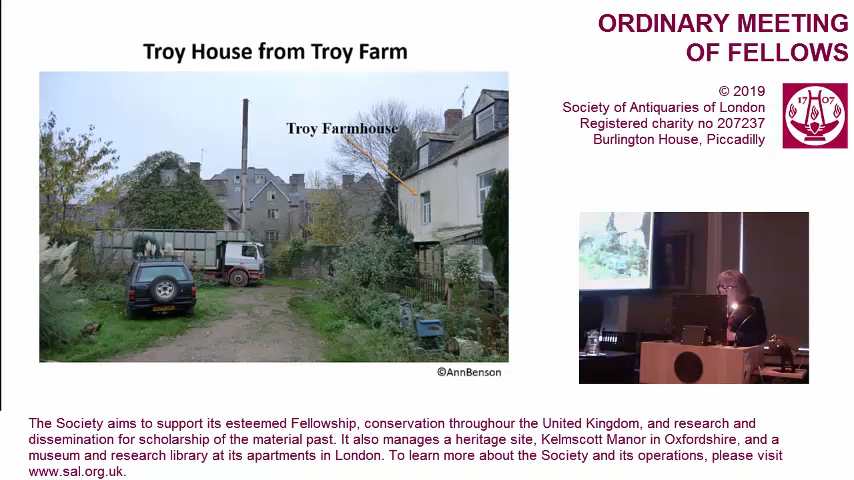 ORDINARY MEETING
OF FELLOWS
© 2019
Society of Antiquaries of London
Registered charity no 207237
Burlington House, Piccadilly
17 07
Troy House from Troy Farm
Troy Farmhouse
©AnnBenson
The Society aims to support its esteemed Fellowship, conservation throughour the United Kingdom, and research and
dissemination for scholarship of the material past. It also manages a heritage site, Kelmscott Manor in Oxfordshire, and a
museum and research library at its apartments in London. To learn more about the Society and its operations, please visit
www.sal.org.uk.